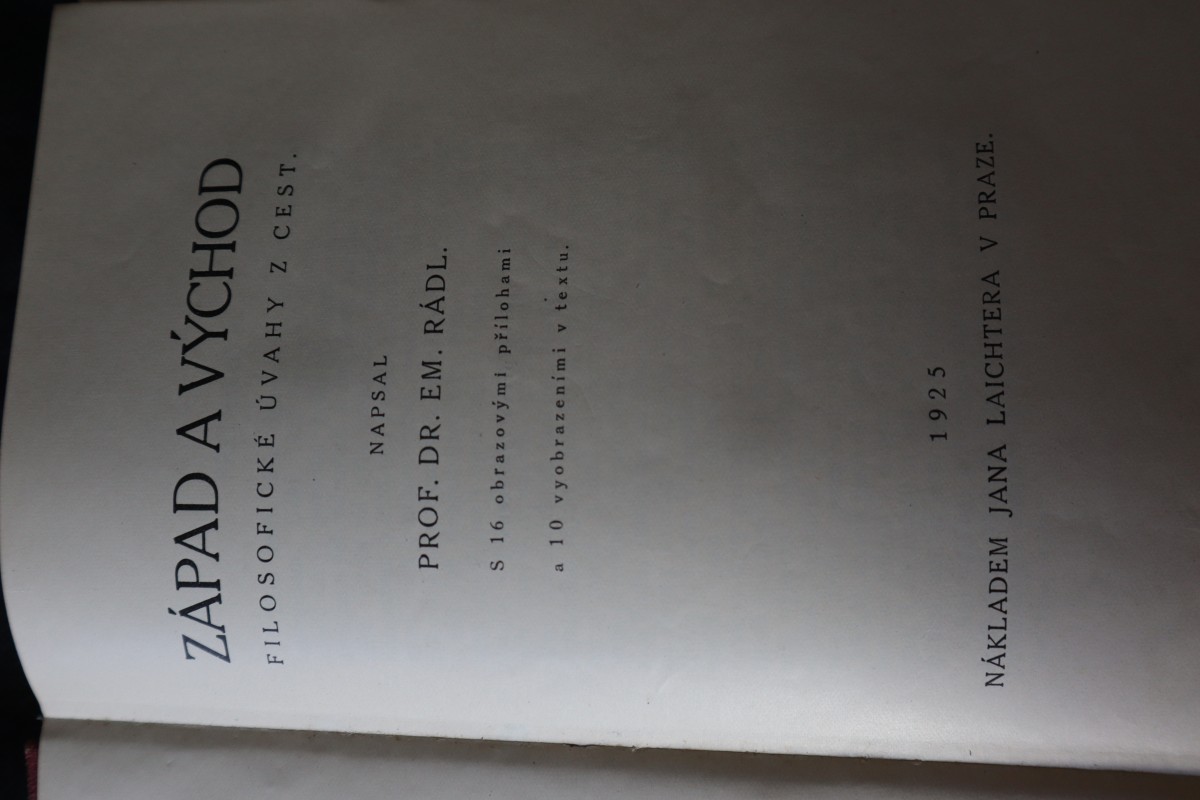 ZÁPAD A VÝCHOD
FILOSOFICKÉ ÚVAHY Z CEST.
NAPSAL
PROF. DR. EM. RÁDL.
S 16 obrazovými přílohami
a 10 vyobrazeními v textu.
1925
NÁKLADEM JANA LAICHTERA V PRAZE.